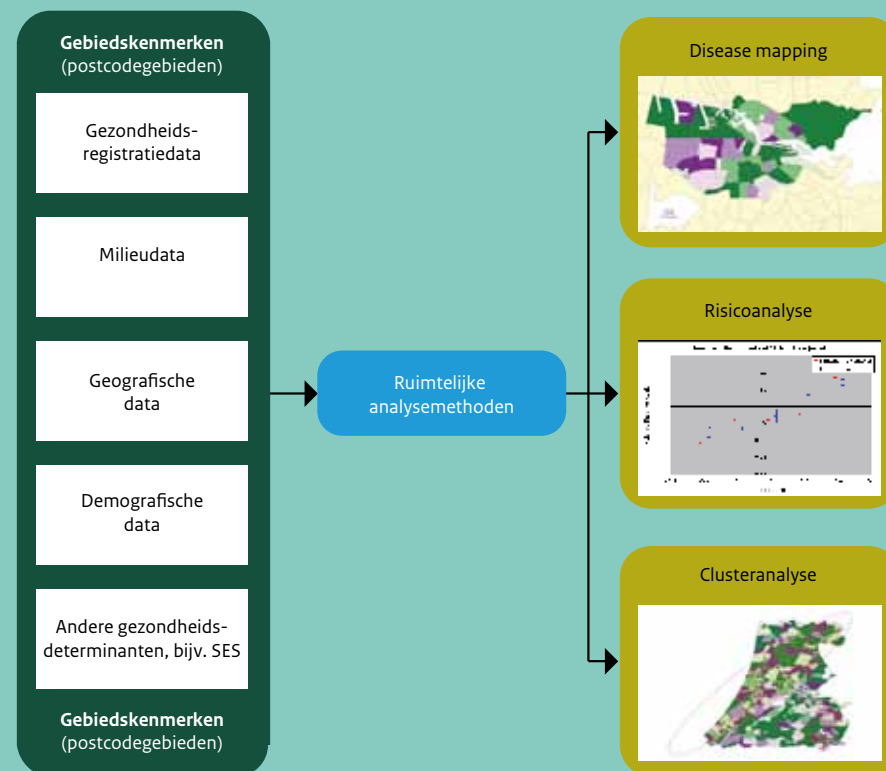 Gebiedskenmerken
(postcodegebieden)
Gezondheids-
registratiedata
Milieudata
Geografische
data
Demografische
data
Andere gezondheids-
determinanten, bijv. SES
Gebiedskenmerken
(postcodegebieden)
Ruimtelijke
analysemethoden
Disease mapping
Risicoanalyse
Clusteranalyse